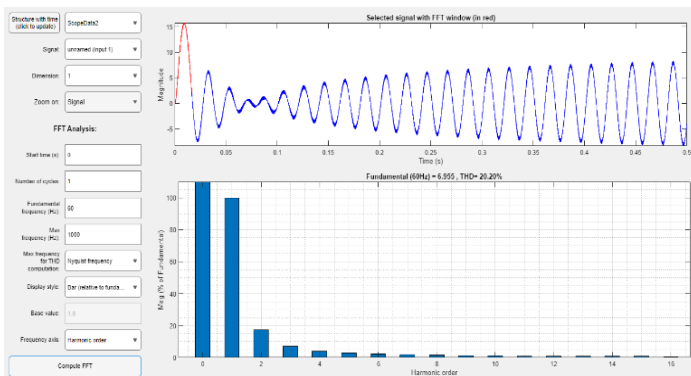 Structure with time
(click to update)
ScopeData2
Signal:
unnamed (input 1)
Dimension:
1
Zoom on:
Signal
FFT Analysis:
Start time (s):
0
Number of cycles:
1
Fundamental
frequency (Hz):
60
Max
frequency (Hz):
1000
Max frequency
for THD
computation:
Nyquist frequency
Display style:
Bar (relative to funda...
Base value:
1.0
Frequency axis:
Harmonic order
Compute FFT
Selected signal with FFT window (in red)
Magnitude
15
10
5
0
-5
0 0.05 0.1 0.15 0.2 0.25 0.3 0.35 0.4 0.45 0.5
Time (s)
Fundamental (60Hz) = 6.955 , THD= 20.20%
Mag (% of Fundamental)
100
80
60
40
20
0
0 2 4 6 8 10 12 14 16
Harmonic order